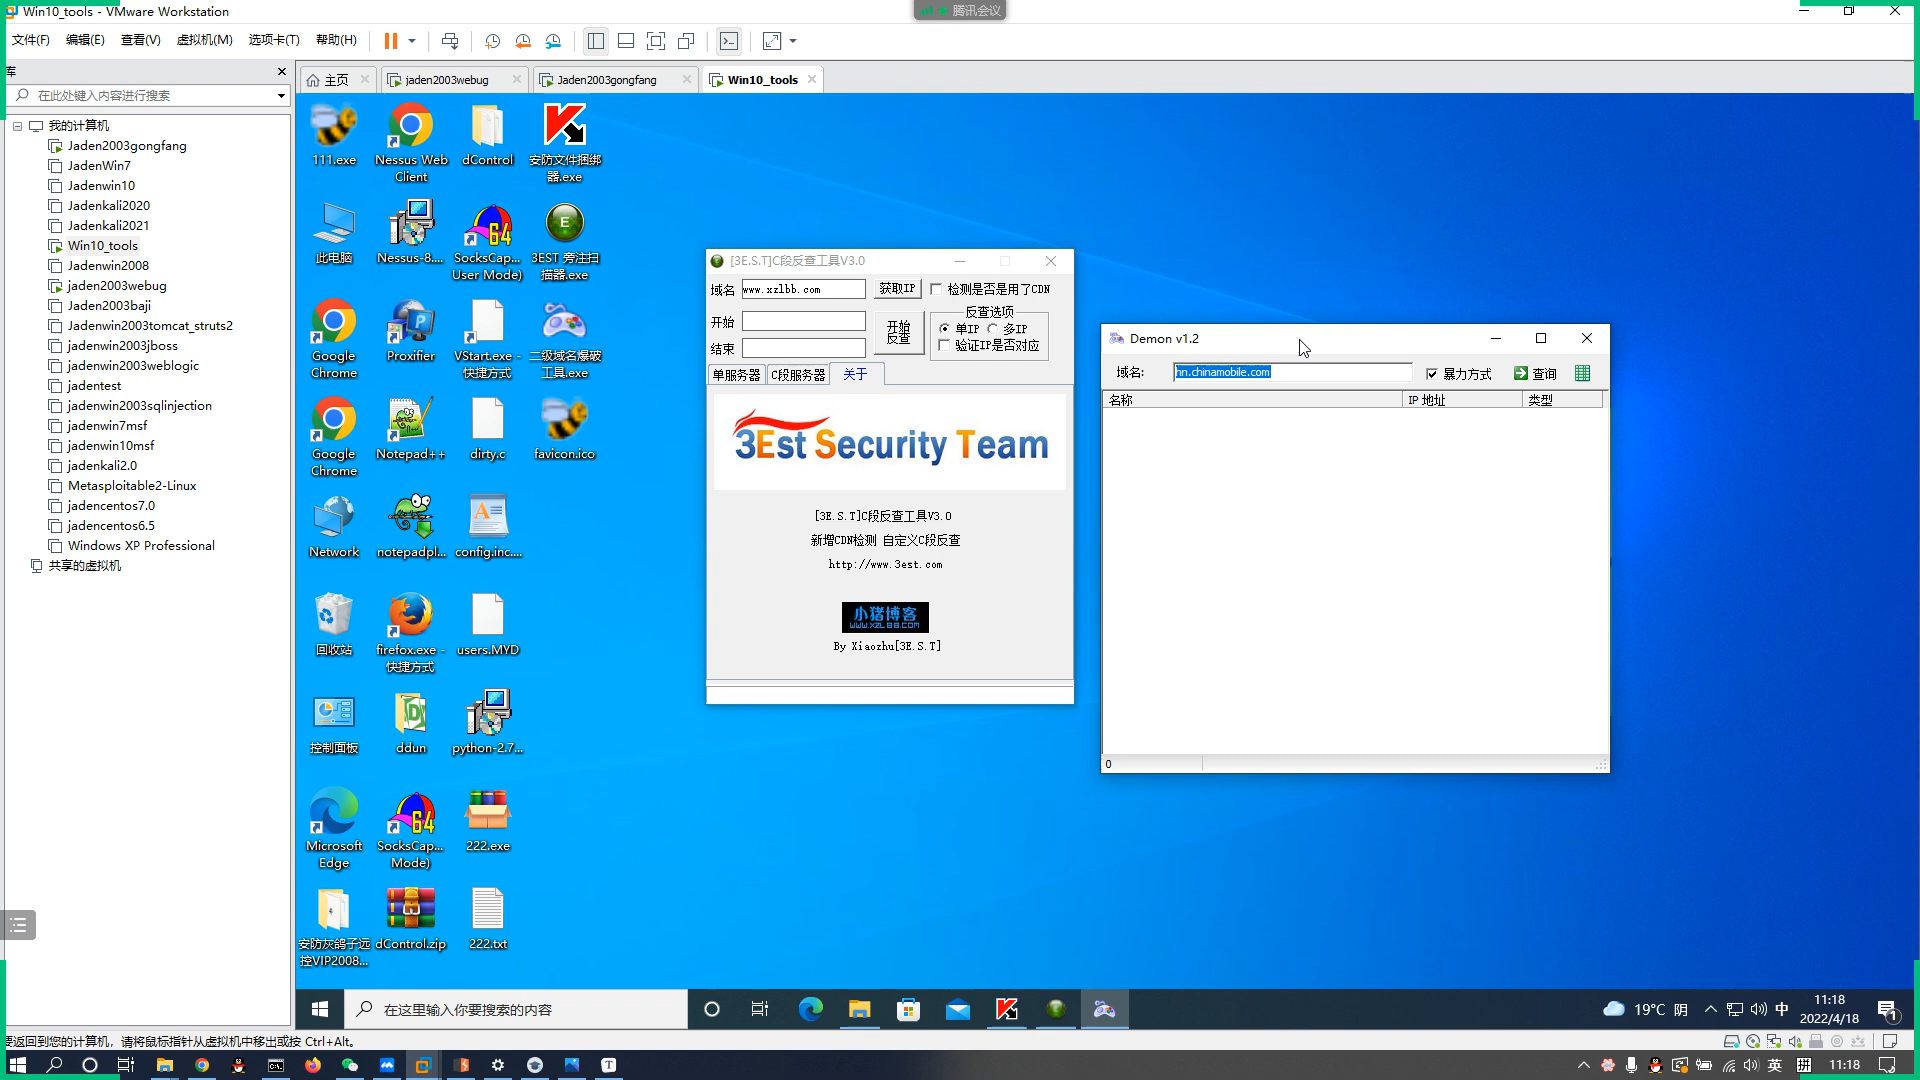 Win10_tools - VMware Workstation
腾讯会议
文件(F) 编辑(E) 查看(V) 虚拟机(M) 选项卡(T) 帮助(H)
库
在此处键入内容进行搜索
主页 jaden2003webug Jaden2003gongfang Win10_tools
我的计算机
Jaden2003gongfang
JadenWin7
Jadenwin10
Jadenkali2020
Jadenkali2021
Win10_tools
Jadenwin2008
jaden2003webug
Jaden2003baji
Jadenwin2003tomcat_struts2
jadenwin2003jboss
jadenwin2003weblogic
jadentest
jadenwin2003sqlinjection
jadenwin7msf
jadenwin10msf
jadenkali2.0
Metasploitable2-Linux
jadencentos7.0
jadencentos6.5
Windows XP Professional
共享的虚拟机
111.exe
Nessus Web Client
dControl
安防文件捆绑器.exe
此电脑
Nessus-8....
SocksCap... User Mode)
3EST 旁注扫描器.exe
Google Chrome
Proxifier
VStart.exe - 快捷方式
二级域名爆破工具.exe
Google Chrome
Notepad++
dirty.c
favicon.ico
Network
notepadpl...
config.inc....
回收站
firefox.exe - 快捷方式
users.MYD
控制面板
ddun
python-2.7...
Microsoft Edge
SocksCap... Mode)
222.exe
安防灰鸽子远控VIP2008...
dControl.zip
222.txt
[3E.S.T]C段反查工具V3.0
域名 www.xzlbb.com 获取IP 检测是否是用了CDN
开始
结束
开始反查
反查选项
单IP 多IP
验证IP是否对应
单服务器 C段服务器 关于
3Est Security Team
[3E.S.T]C段反查工具V3.0
新增CDN检测 自定义C段反查
http://www.3est.com
小猪博客
WWW.XZLBB.COM
By Xiaozhu[3E.S.T]
Demon v1.2
域名: hn.chinamobile.com 暴力方式 查询
名称 IP 地址 类型
0
在这里输入你要搜索的内容
19°C 阴 中
11:18
2022/4/18
1
要返回到您的计算机，请将鼠标指针从虚拟机中移出或按 Ctrl+Alt。
英 拼 11:18